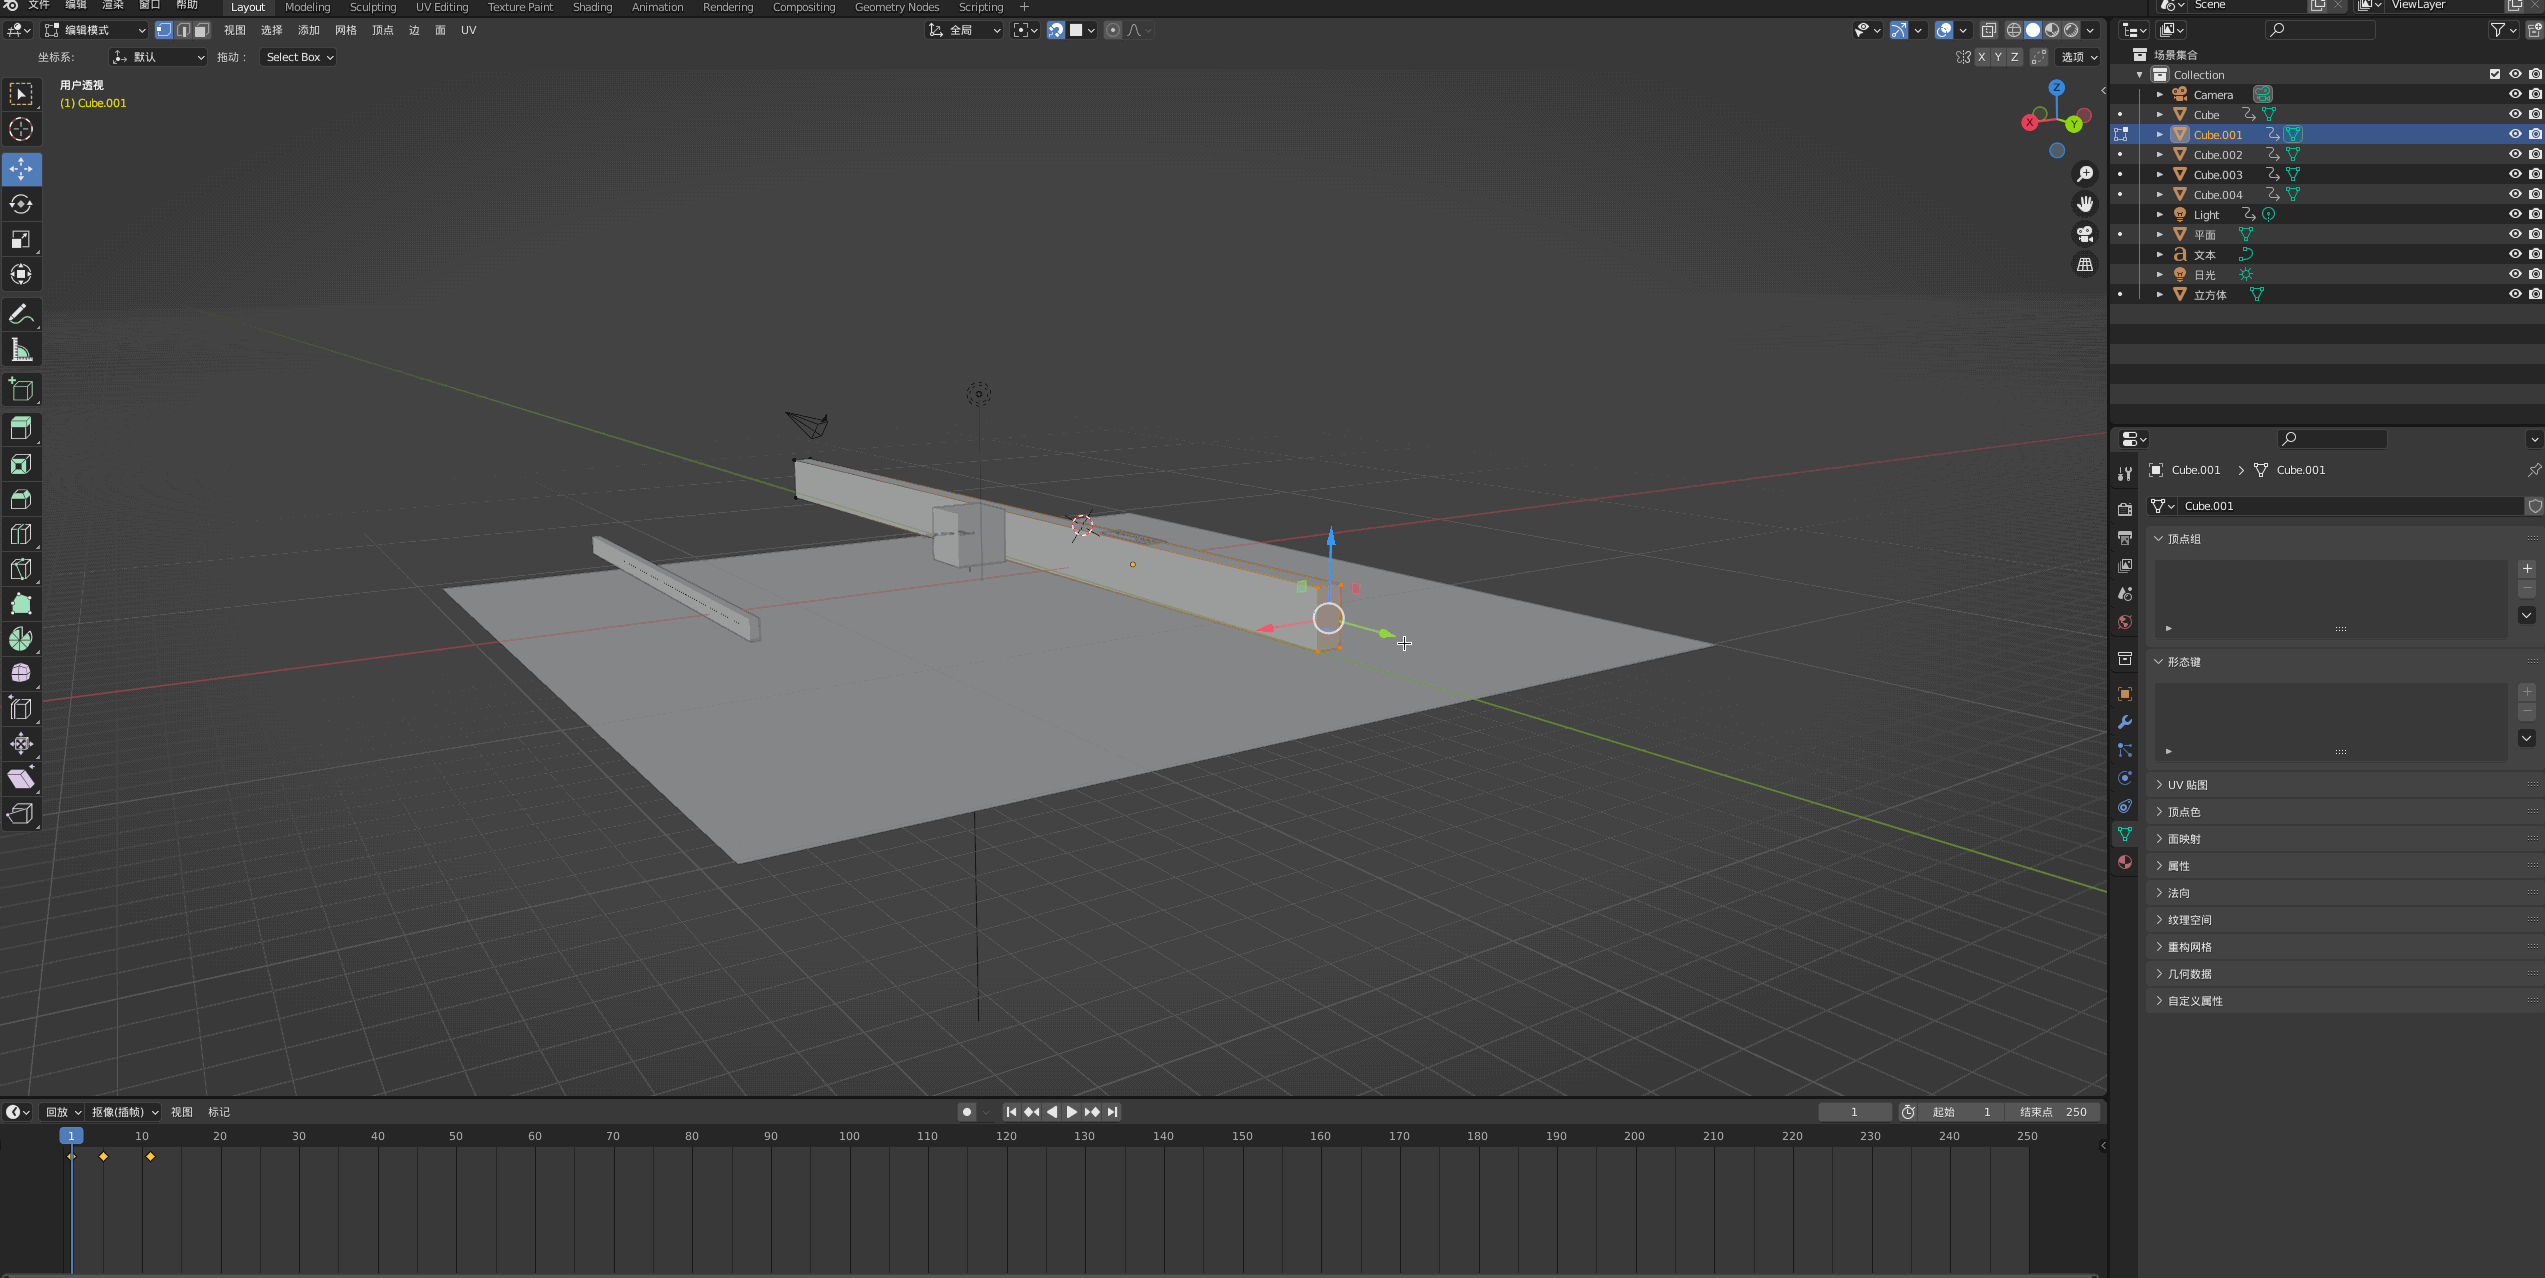 文件 编辑 渲染 窗口 帮助 Layout Modeling Sculpting UV Editing Texture Paint Shading Animation Rendering Compositing Geometry Nodes Scripting + Scene ViewLayer
编辑模式 视图 选择 添加 网格 顶点 边 面 UV 全局
坐标系: 默认 拖动: Select Box X Y Z 选项
用户透视
(1) Cube.001
Z
X
Y
场景集合
Collection
Camera
Cube
Cube.001
Cube.002
Cube.003
Cube.004
Light
平面
文本
日光
立方体
Cube.001 > Cube.001
Cube.001
顶点组
形态键
UV 贴图
顶点色
面映射
属性
法向
纹理空间
重构网格
几何数据
自定义属性
回放 抠像(插帧) 视图 标记 1 起始 1 结束点 250
1 10 20 30 40 50 60 70 80 90 100 110 120 130 140 150 160 170 180 190 200 210 220 230 240 250